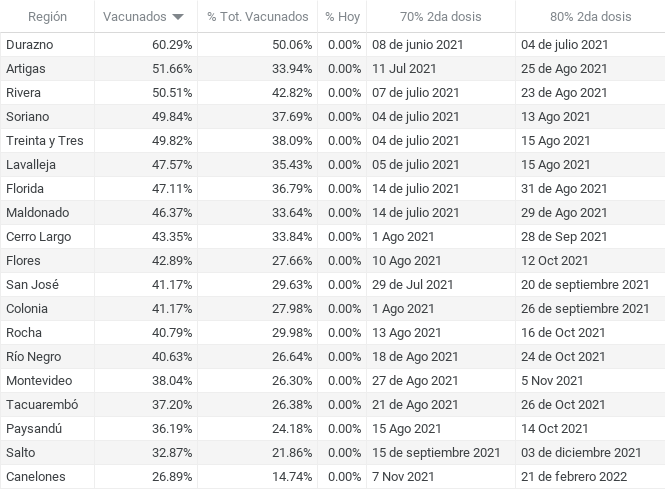 Región Vacunados % Tot. Vacunados % Hoy 70% 2da dosis 80% 2da dosis
Durazno 60.29% 50.06% 0.00% 08 de junio 2021 04 de julio 2021
Artigas 51.66% 33.94% 0.00% 11 Jul 2021 25 de Ago 2021
Rivera 50.51% 42.82% 0.00% 07 de julio 2021 23 de Ago 2021
Soriano 49.84% 37.69% 0.00% 04 de julio 2021 13 Ago 2021
Treinta y Tres 49.82% 38.09% 0.00% 04 de julio 2021 15 Ago 2021
Lavalleja 47.57% 35.43% 0.00% 05 de julio 2021 15 Ago 2021
Florida 47.11% 36.79% 0.00% 14 de julio 2021 31 de Ago 2021
Maldonado 46.37% 33.64% 0.00% 14 de julio 2021 29 de Ago 2021
Cerro Largo 43.35% 33.84% 0.00% 1 Ago 2021 28 de Sep 2021
Flores 42.89% 27.66% 0.00% 10 Ago 2021 12 Oct 2021
San José 41.17% 29.63% 0.00% 29 de Jul 2021 20 de septiembre 2021
Colonia 41.17% 27.98% 0.00% 1 Ago 2021 26 de septiembre 2021
Rocha 40.79% 29.98% 0.00% 13 Ago 2021 16 de Oct 2021
Río Negro 40.63% 26.64% 0.00% 18 de Ago 2021 24 de Oct 2021
Montevideo 38.04% 26.30% 0.00% 27 de Ago 2021 5 Nov 2021
Tacuarembó 37.20% 26.38% 0.00% 21 de Ago 2021 26 de Oct 2021
Paysandú 36.19% 24.18% 0.00% 15 Ago 2021 14 Oct 2021
Salto 32.87% 21.86% 0.00% 15 de septiembre 2021 03 de diciembre 2021
Canelones 26.89% 14.74% 0.00% 7 Nov 2021 21 de febrero 2022